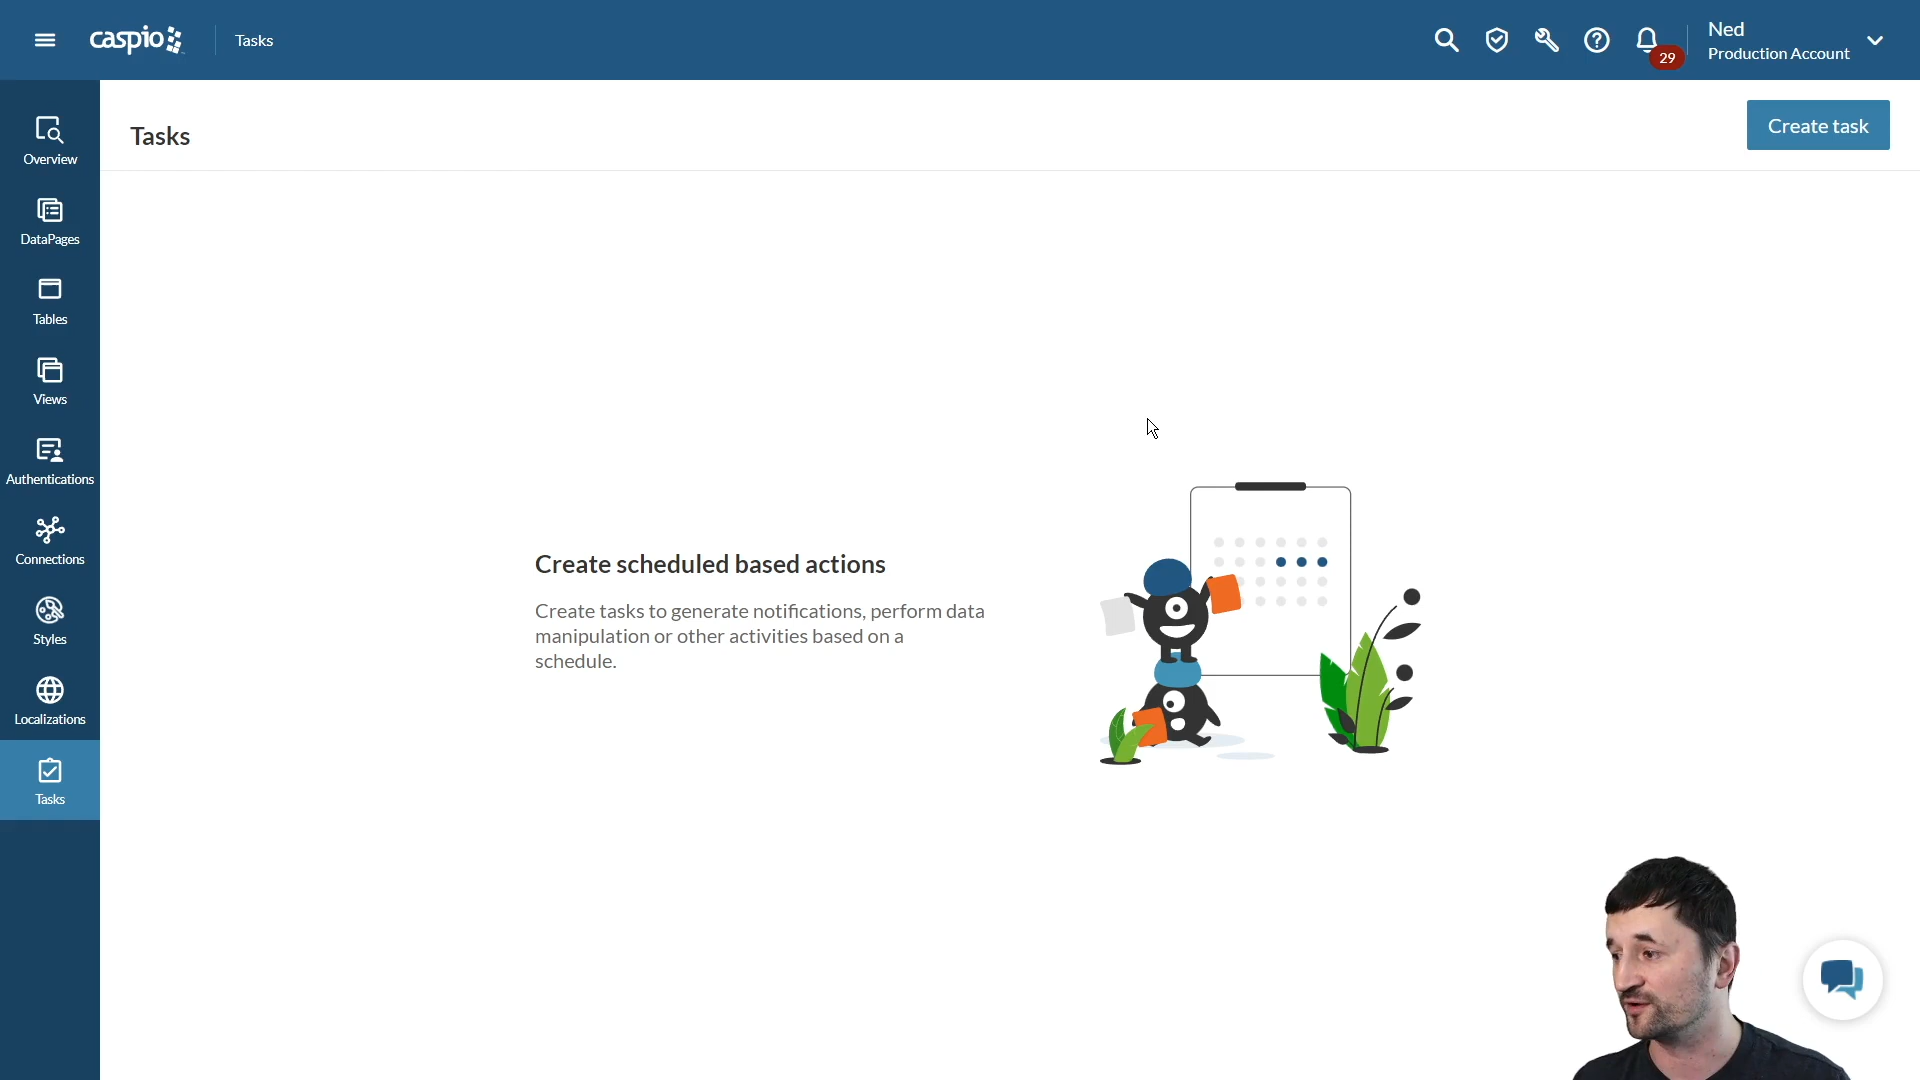 caspio
Tasks
29
Ned
Production Account
Overview
DataPages
Tables
Views
Authentications
Connections
Styles
Localizations
Tasks
Tasks
Create task
Create scheduled based actions
Create tasks to generate notifications, perform data
manipulation or other activities based on a
schedule.